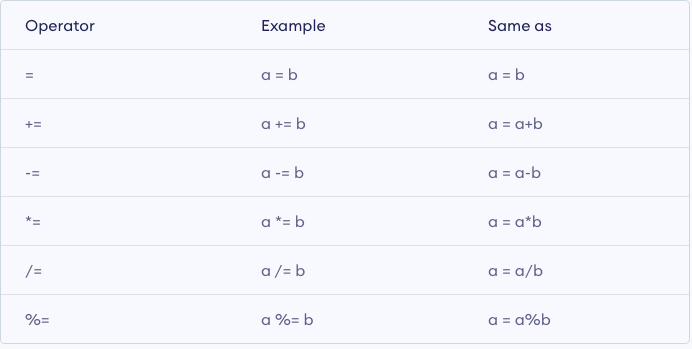 Operator Example Same as
= a = b a = b
+= a += b a = a+b
-= a -= b a = a-b
*= a *= b a = a*b
/= a /= b a = a/b
%= a %= b a = a%b